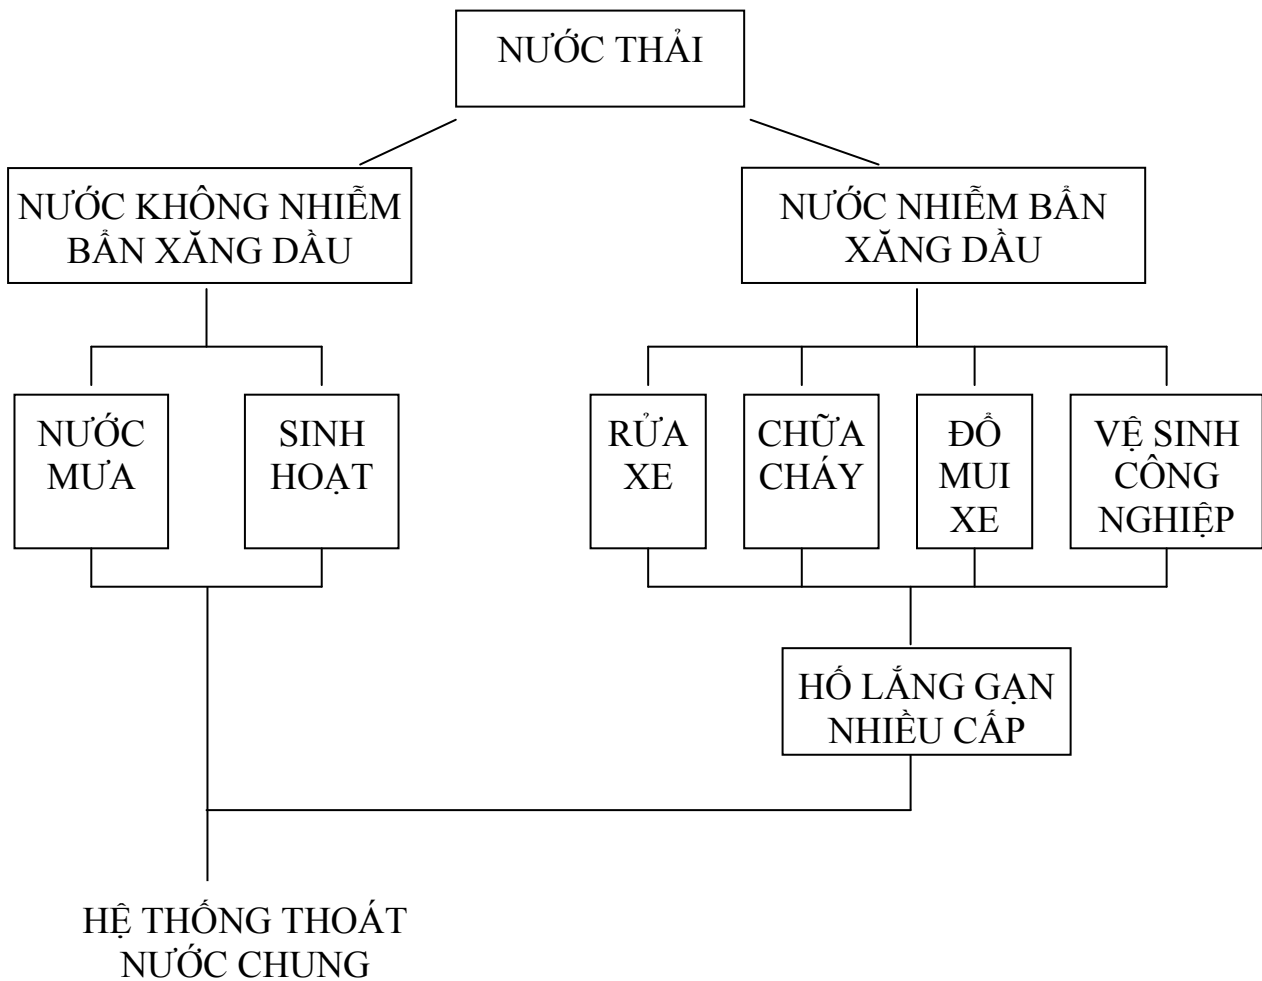 NƯỚC THẢI
NƯỚC KHÔNG NHIỄM
BẨN XĂNG DẦU
NƯỚC NHIỄM BẨN
XĂNG DẦU
NƯỚC
MƯA
SINH
HOẠT
RỬA
XE
CHỮA
CHÁY
ĐỔ
MUI
XE
VỆ SINH
CÔNG
NGHIỆP
HỐ LẮNG GẠN
NHIỀU CẤP
HỆ THỐNG THOÁT
NƯỚC CHUNG